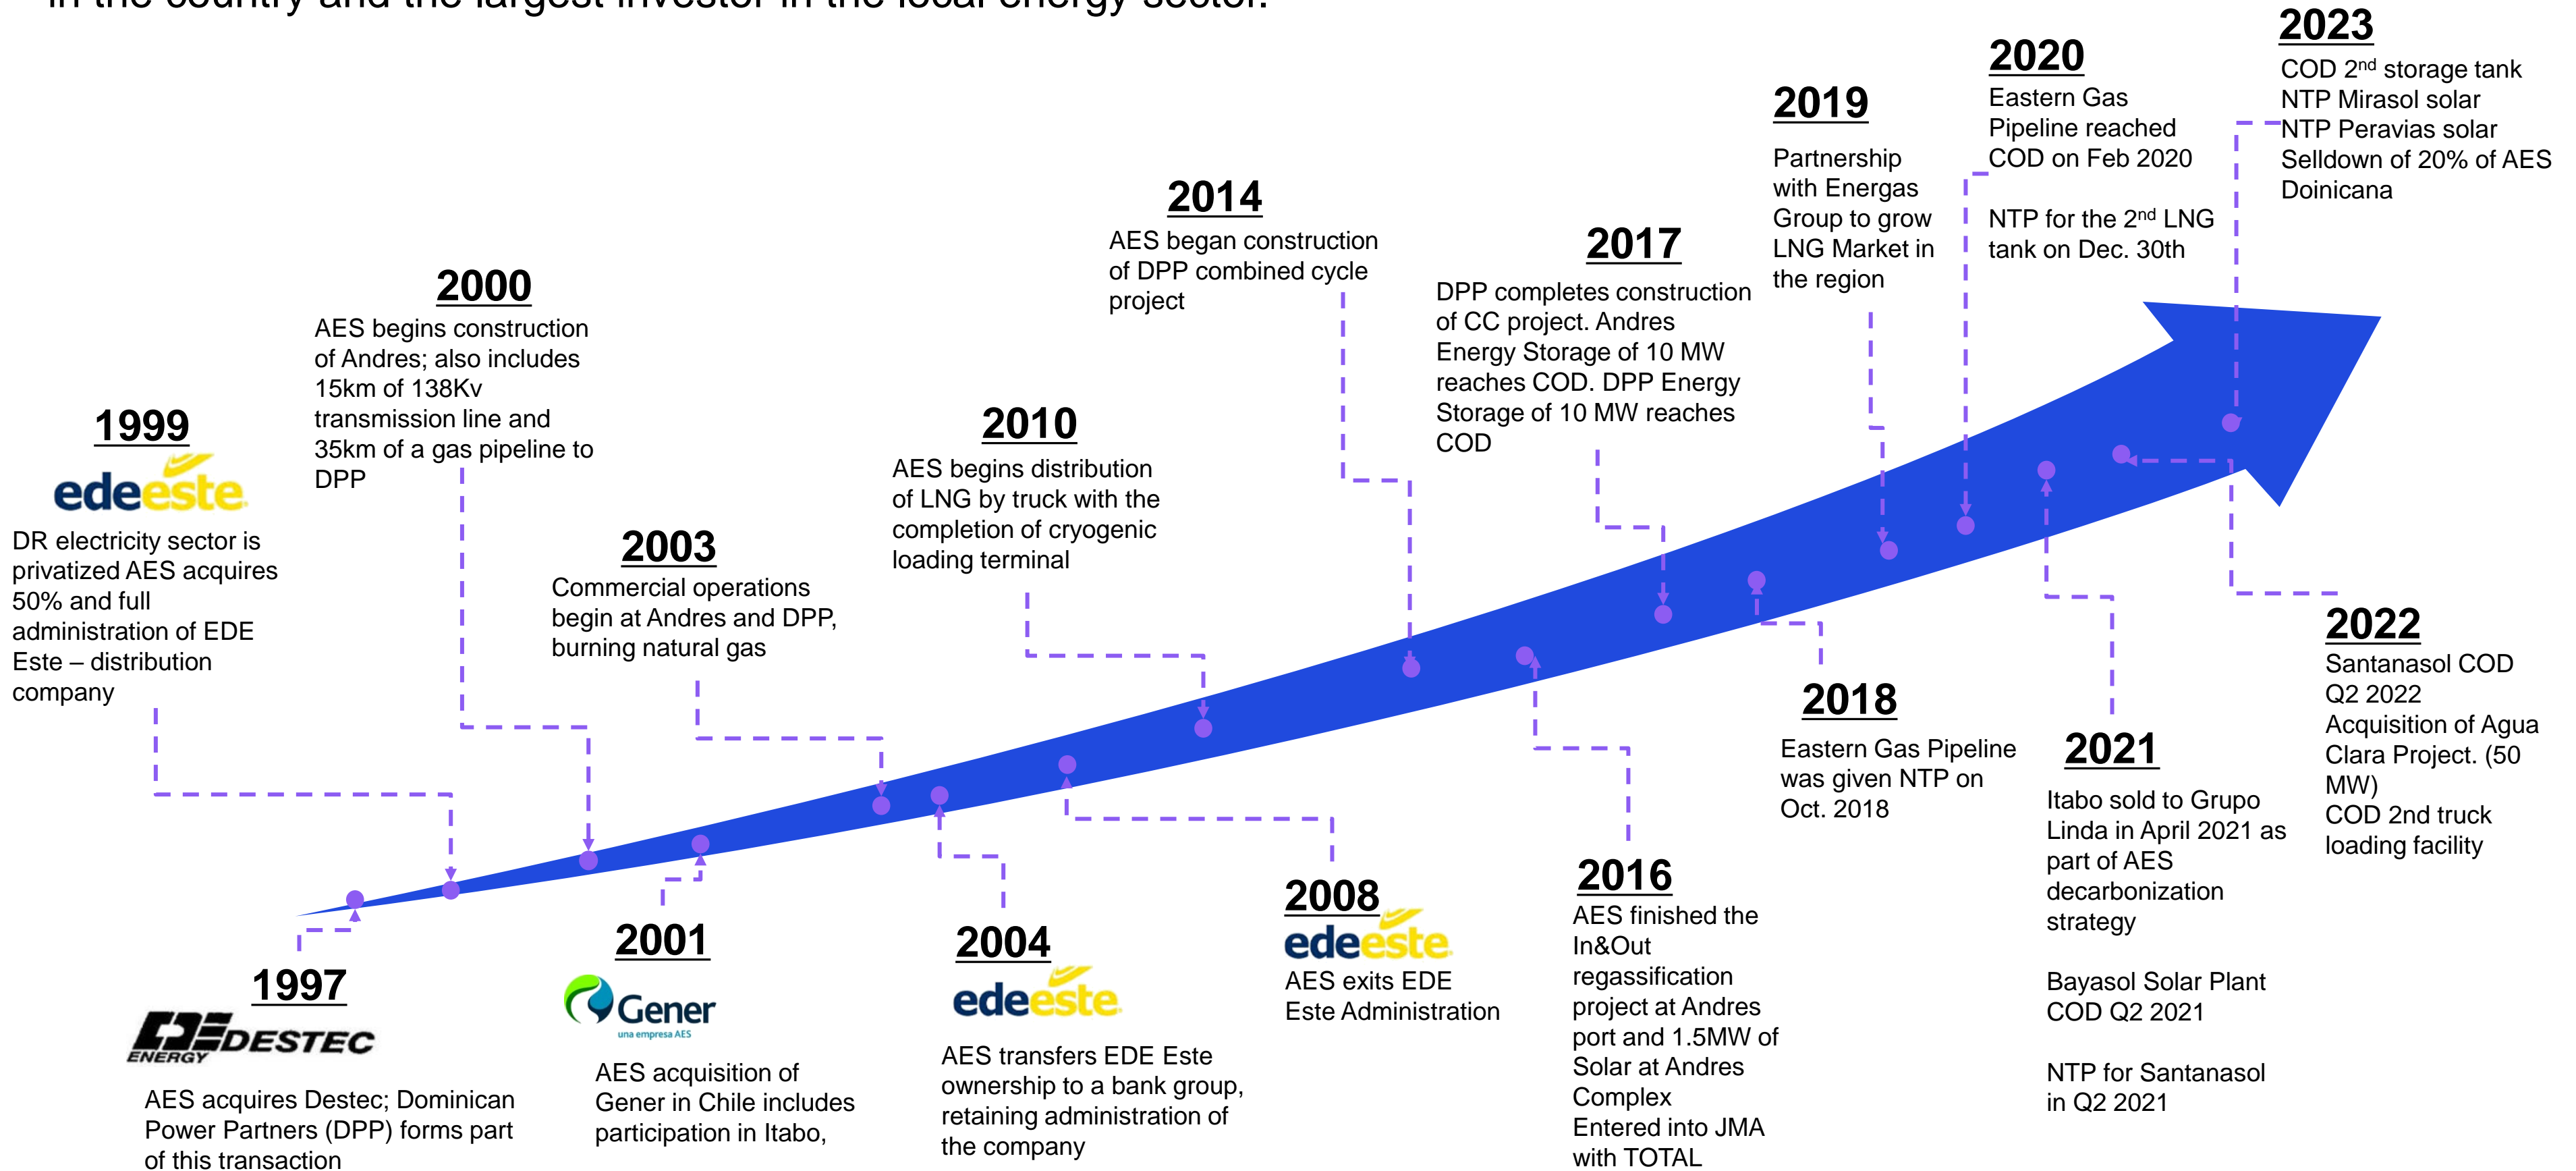 in the country and the largest investor in the local energy sector.
1997
DESTEC
ENERGY
AES acquires Destec; Dominican
Power Partners (DPP) forms part
of this transaction
1999
edeeste
DR electricity sector is
privatized AES acquires
50% and full
administration of EDE
Este – distribution
company
2000
AES begins construction
of Andres; also includes
15km of 138Kv
transmission line and
35km of a gas pipeline to
DPP
2001
Gener
una empresa AES
AES acquisition of
Gener in Chile includes
participation in Itabo,
2003
Commercial operations
begin at Andres and DPP,
burning natural gas
2004
edeeste
AES transfers EDE Este
ownership to a bank group,
retaining administration of
the company
2008
edeeste
AES exits EDE
Este Administration
2010
AES begins distribution
of LNG by truck with the
completion of cryogenic
loading terminal
2014
AES began construction
of DPP combined cycle
project
2016
AES finished the
In&Out
regassification
project at Andres
port and 1.5MW of
Solar at Andres
Complex
Entered into JMA
with TOTAL
2017
DPP completes construction
of CC project. Andres
Energy Storage of 10 MW
reaches COD. DPP Energy
Storage of 10 MW reaches
COD
2018
Eastern Gas Pipeline
was given NTP on
Oct. 2018
2019
Partnership
with Energas
Group to grow
LNG Market in
the region
2020
Eastern Gas
Pipeline reached
COD on Feb 2020
NTP for the 2nd LNG
tank on Dec. 30th
2021
Itabo sold to Grupo
Linda in April 2021 as
part of AES
decarbonization
strategy
Bayasol Solar Plant
COD Q2 2021
NTP for Santanasol
in Q2 2021
2022
Santanasol COD
Q2 2022
Acquisition of Agua
Clara Project. (50
MW)
COD 2nd truck
loading facility
2023
COD 2nd storage tank
NTP Mirasol solar
NTP Peravias solar
Selldown of 20% of AES
Doinicana